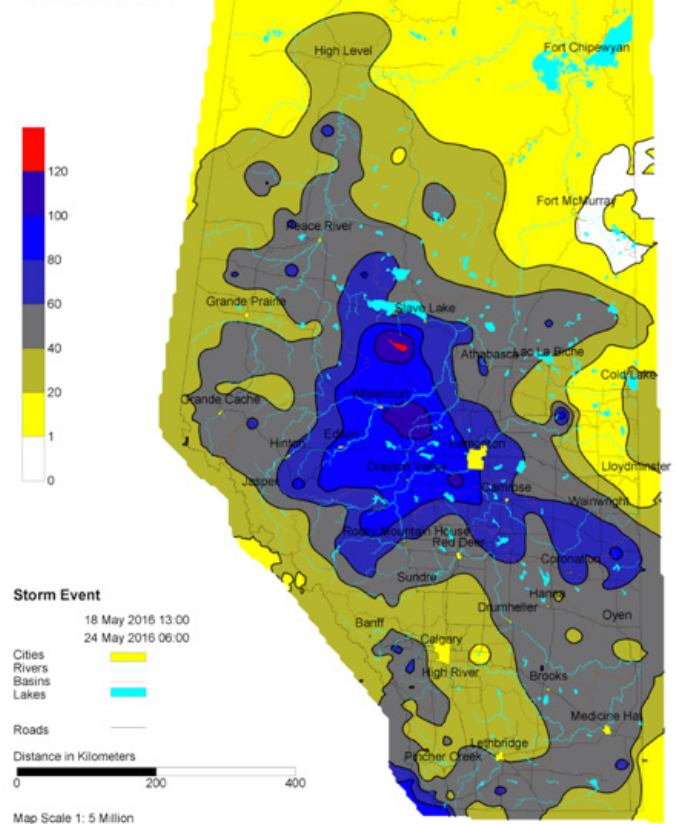 High Level
Fort Chipewyan
120
100
80
60
40
20
1
0
Fort McMurray
Peace River
Grande Prairie
Slave Lake
Athabasca
Lac La Biche
Cold Lake
Grande Cache
Whitecourt
Hinton
Edson
Edmonton
Drayton Valley
Lloydminster
Jasper
Camrose
Wainwright
Rocky Mountain House
Red Deer
Coronation
Sundre
Hanna
Drumheller
Oyen
Banff
Calgary
High River
Brooks
Medicine Hat
Lethbridge
Pincher Creek
Storm Event
18 May 2016 13:00
24 May 2016 06:00
Cities
Rivers
Basins
Lakes
Roads
Distance in Kilometers
0 200 400
Map Scale 1: 5 Million